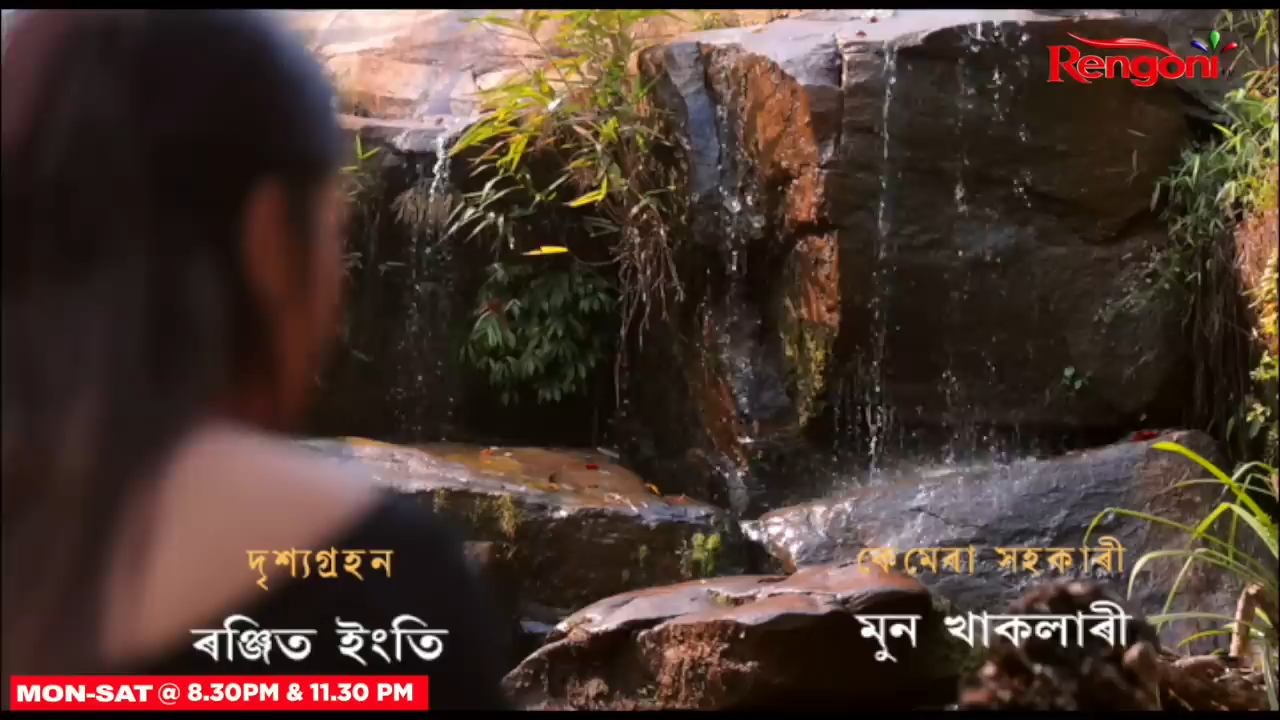 Rengoni
দৃশ্যগ্ৰহন
ৰঞ্জিত ইংতি
কেমেৰা সহকাৰী
মুন খাকলাৰী
MON-SAT @ 8.30PM & 11.30 PM